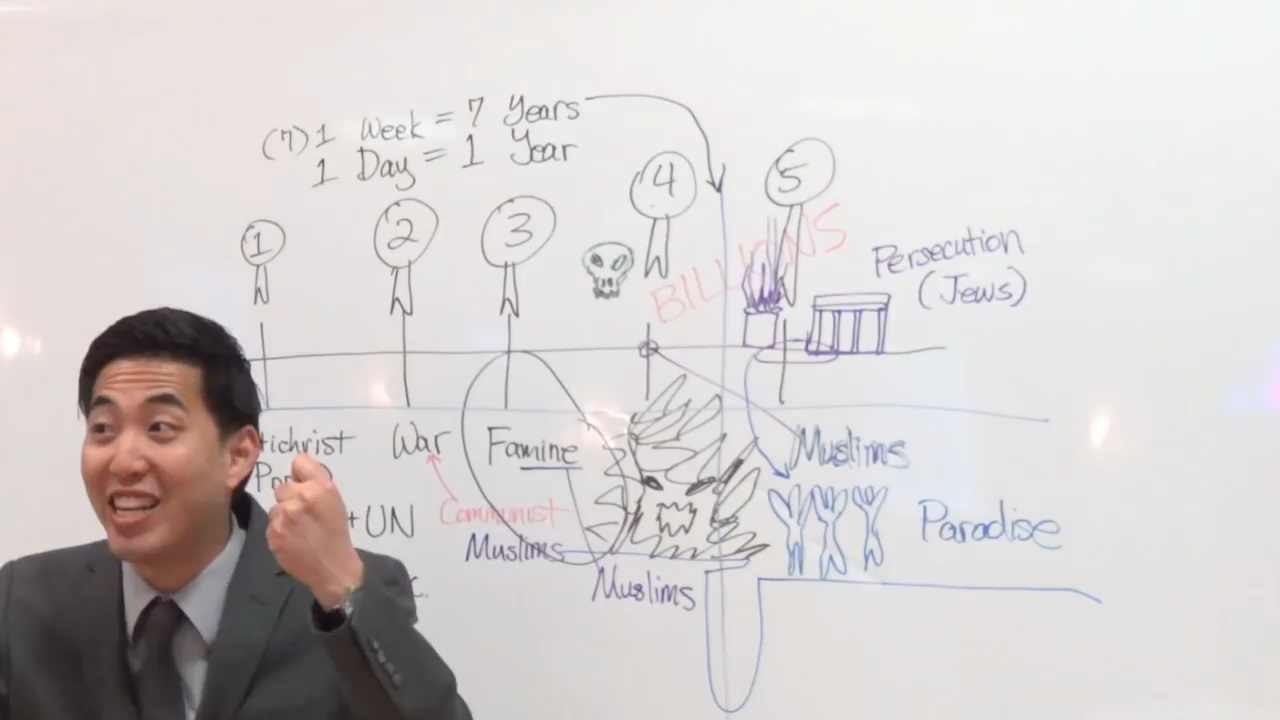 (7) 1 Week = 7 Years
1 Day = 1 Year
1
2
3
4
5
BILLIONS
Persecution
(Jews)
tichrist
War
Famine
Muslims
Paradise
+UN
Communist
Muslims
Muslims